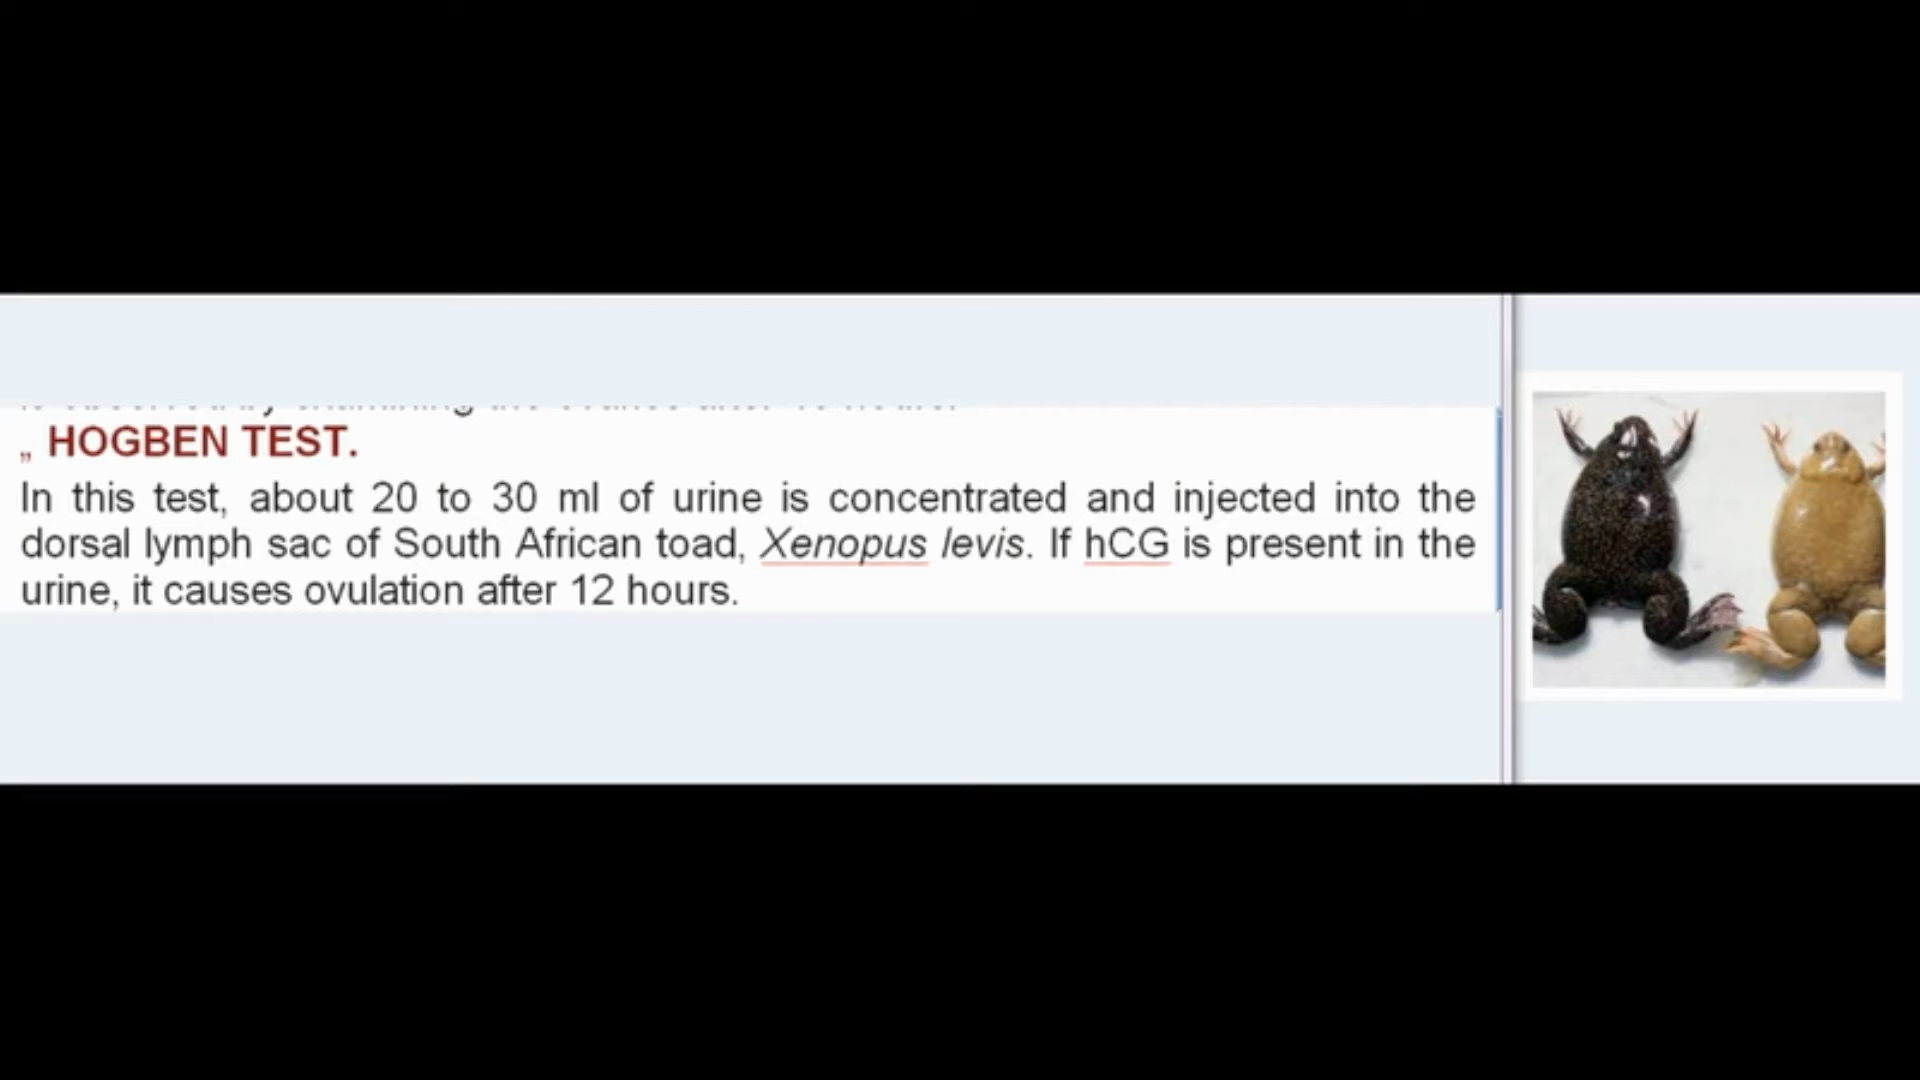 „ HOGBEN TEST.
In this test, about 20 to 30 ml of urine is concentrated and injected into the
dorsal lymph sac of South African toad, Xenopus levis. If hCG is present in the
urine, it causes ovulation after 12 hours.